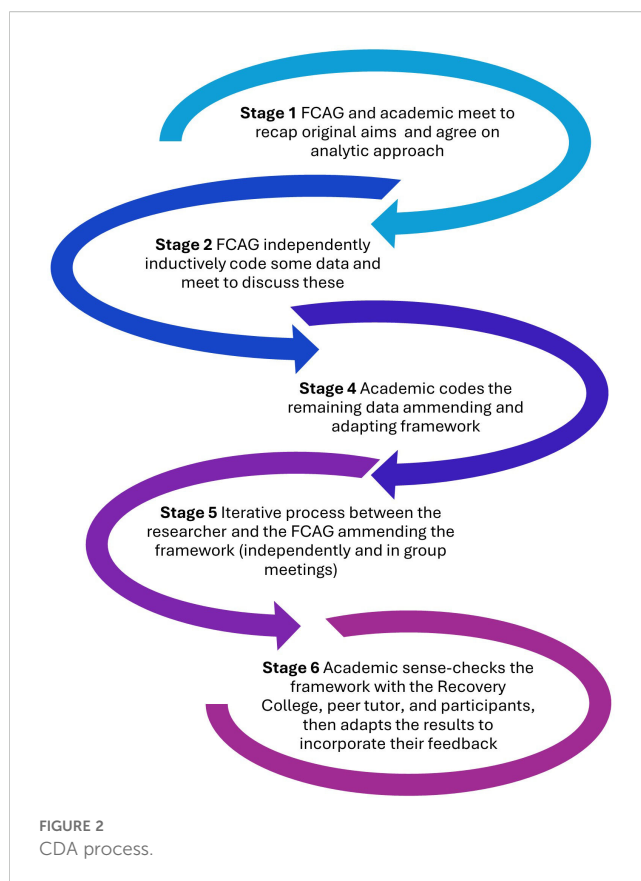 Stage 1 FCAG and academic meet to
recap original aims and agree on
analytic approach
Stage 2 FCAG independently
inductively code some data and
meet to discuss these
Stage 4 Academic codes the
remaining data ammending and
adapting framework
Stage 5 Iterative process between the
researcher and the FCAG ammending the
framework (independently and in group
meetings)
Stage 6 Academic sense-checks the
framework with the Recovery
College, peer tutor, and participants,
then adapts the results to
incorporate their feedback
FIGURE 2
CDA process.